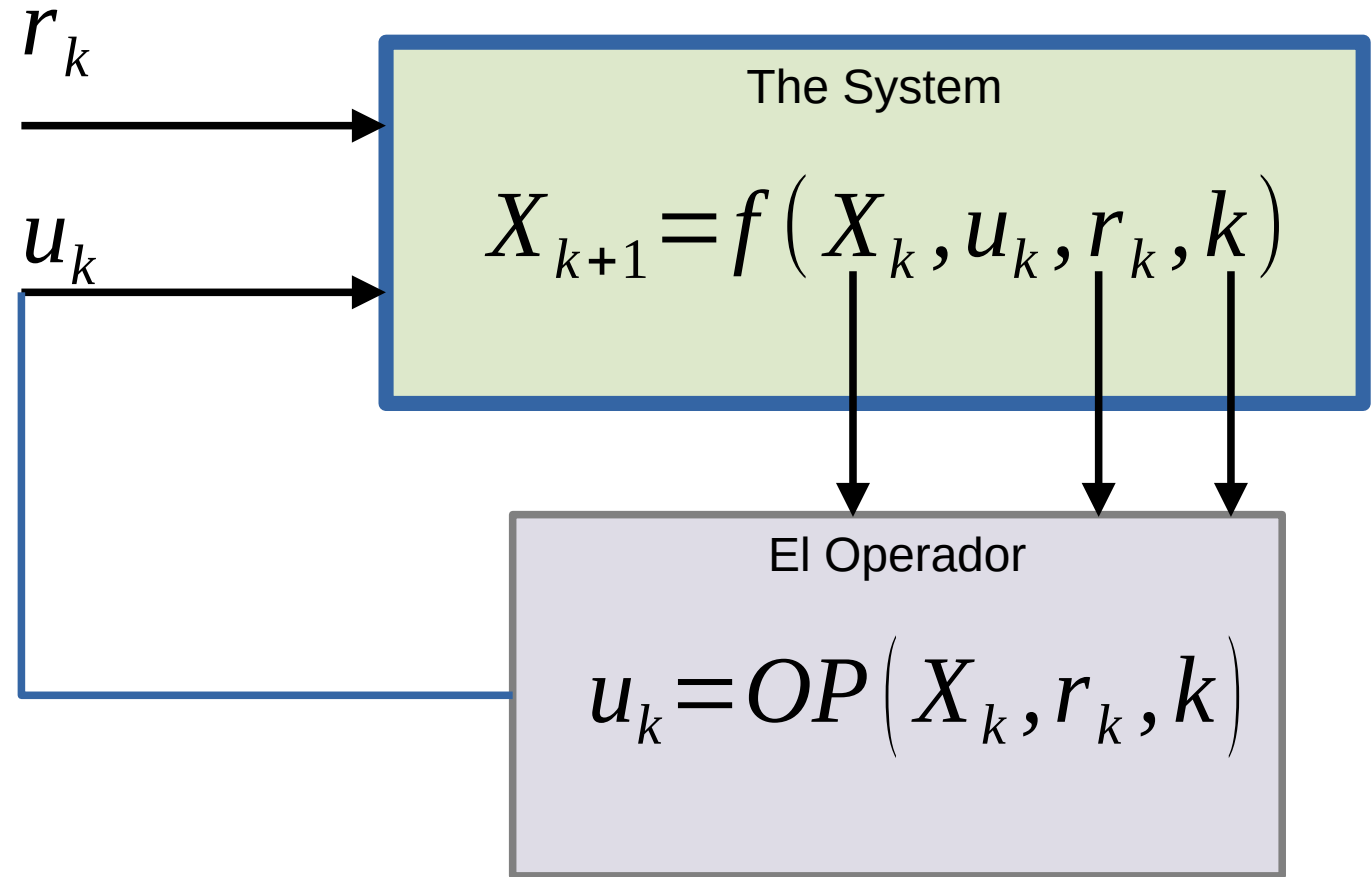 r_k
The System
X_{k+1}=f(X_k,u_k,r_k,k)
u_k
El Operador
u_k=OP(X_k,r_k,k)